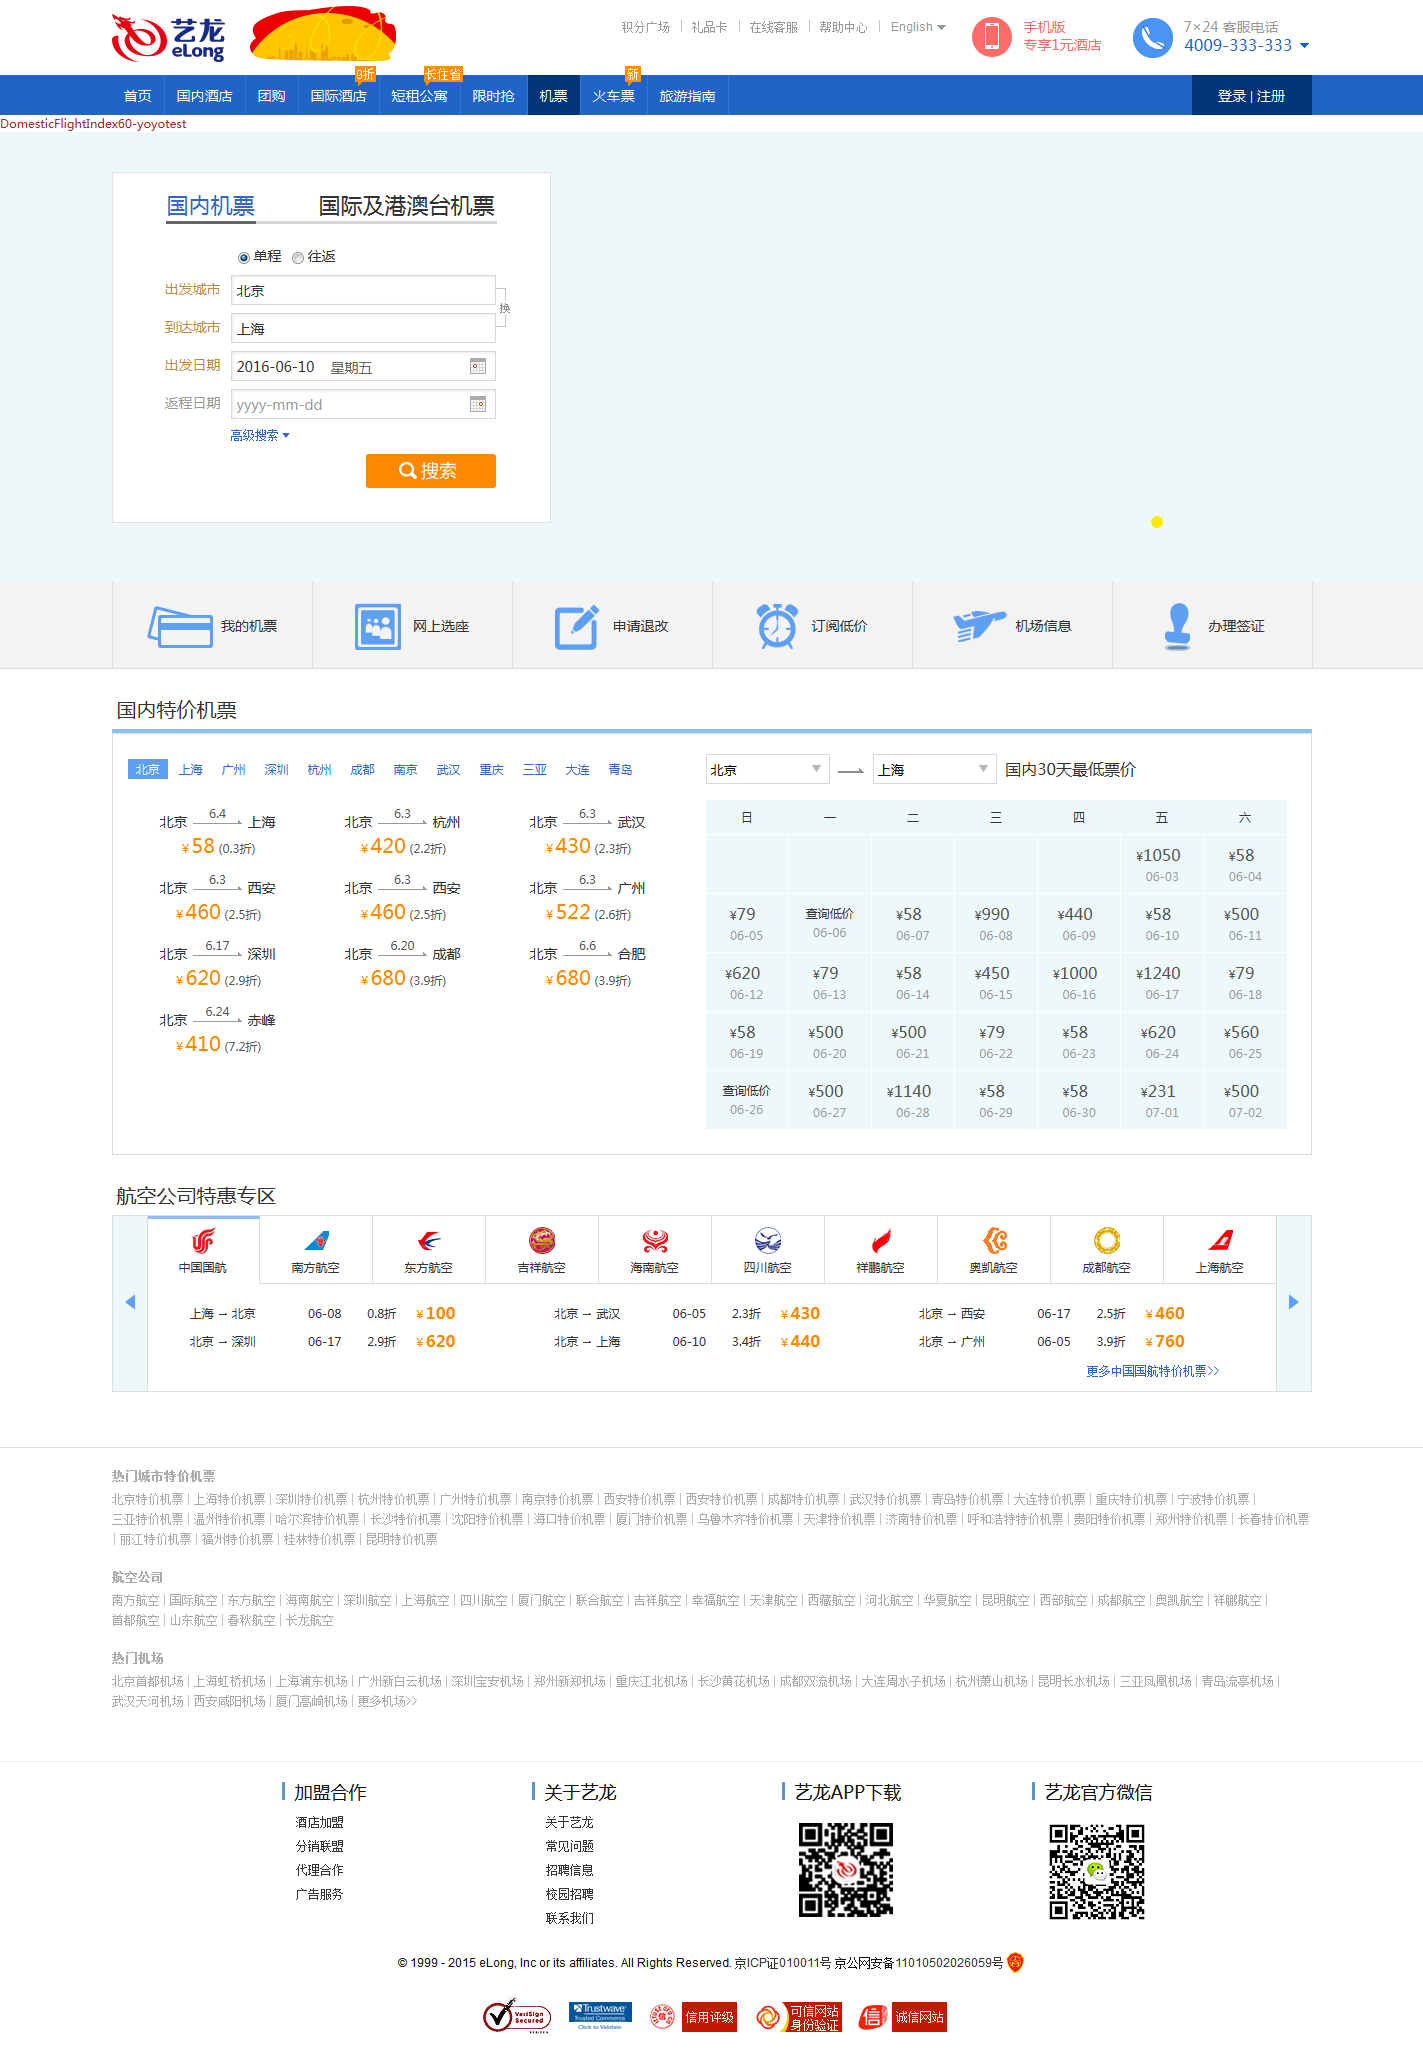 艺龙 eLong
积分广场 礼品卡 在线客服 帮助中心 English
手机版
专享1元酒店
7×24 客服电话
4009-333-333
9折 长住省 新
首页 国内酒店 团购 国际酒店 短租公寓 限时抢 机票 火车票 旅游指南 登录 | 注册
DomesticFlightIndex60-yoyotest
国内机票 国际及港澳台机票
单程 往返
出发城市 北京
换
到达城市 上海
出发日期 2016-06-10 星期五
返程日期 yyyy-mm-dd
高级搜索
搜索
我的机票 网上选座 申请退改 订阅低价 机场信息 办理签证
国内特价机票
北京 上海 广州 深圳 杭州 成都 南京 武汉 重庆 三亚 大连 青岛
北京 6.4 上海 北京 6.3 杭州 北京 6.3 武汉
¥58 (0.3折) ¥420 (2.2折) ¥430 (2.3折)
北京 6.3 西安 北京 6.3 西安 北京 6.3 广州
¥460 (2.5折) ¥460 (2.5折) ¥522 (2.6折)
北京 6.17 深圳 北京 6.20 成都 北京 6.6 合肥
¥620 (2.9折) ¥680 (3.9折) ¥680 (3.9折)
北京 6.24 赤峰
¥410 (7.2折)
北京 上海 国内30天最低票价
日 一 二 三 四 五 六
¥1050 ¥58
06-03 06-04
¥79 查询低价 ¥58 ¥990 ¥440 ¥58 ¥500
06-05 06-06 06-07 06-08 06-09 06-10 06-11
¥620 ¥79 ¥58 ¥450 ¥1000 ¥1240 ¥79
06-12 06-13 06-14 06-15 06-16 06-17 06-18
¥58 ¥500 ¥500 ¥79 ¥58 ¥620 ¥560
06-19 06-20 06-21 06-22 06-23 06-24 06-25
查询低价 ¥500 ¥1140 ¥58 ¥58 ¥231 ¥500
06-26 06-27 06-28 06-29 06-30 07-01 07-02
航空公司特惠专区
中国国航 南方航空 东方航空 吉祥航空 海南航空 四川航空 祥鹏航空 奥凯航空 成都航空 上海航空
上海 – 北京 06-08 0.8折 ¥100 北京 – 武汉 06-05 2.3折 ¥430 北京 – 西安 06-17 2.5折 ¥460
北京 – 深圳 06-17 2.9折 ¥620 北京 – 上海 06-10 3.4折 ¥440 北京 – 广州 06-05 3.9折 ¥760
更多中国国航特价机票>>
热门城市特价机票
北京特价机票 | 上海特价机票 | 深圳特价机票 | 杭州特价机票 | 广州特价机票 | 南京特价机票 | 西安特价机票 | 西安特价机票 | 成都特价机票 | 武汉特价机票 | 青岛特价机票 | 大连特价机票 | 重庆特价机票 | 宁波特价机票 |
三亚特价机票 | 温州特价机票 | 哈尔滨特价机票 | 长沙特价机票 | 沈阳特价机票 | 海口特价机票 | 厦门特价机票 | 乌鲁木齐特价机票 | 天津特价机票 | 济南特价机票 | 呼和浩特特价机票 | 贵阳特价机票 | 郑州特价机票 | 长春特价机票
| 丽江特价机票 | 福州特价机票 | 桂林特价机票 | 昆明特价机票
航空公司
南方航空 | 国际航空 | 东方航空 | 海南航空 | 深圳航空 | 上海航空 | 四川航空 | 厦门航空 | 联合航空 | 吉祥航空 | 幸福航空 | 天津航空 | 西藏航空 | 河北航空 | 华夏航空 | 昆明航空 | 西部航空 | 成都航空 | 奥凯航空 | 祥鹏航空 |
首都航空 | 山东航空 | 春秋航空 | 长龙航空
热门机场
北京首都机场 | 上海虹桥机场 | 上海浦东机场 | 广州新白云机场 | 深圳宝安机场 | 郑州新郑机场 | 重庆江北机场 | 长沙黄花机场 | 成都双流机场 | 大连周水子机场 | 杭州萧山机场 | 昆明长水机场 | 三亚凤凰机场 | 青岛流亭机场 |
武汉天河机场 | 西安咸阳机场 | 厦门高崎机场 | 更多机场>>
加盟合作 关于艺龙 艺龙APP下载 艺龙官方微信
酒店加盟 关于艺龙
分销联盟 常见问题
代理合作 招聘信息
广告服务 校园招聘
联系我们
© 1999 - 2015 eLong, Inc or its affiliates. All Rights Reserved. 京ICP证010011号 京公网安备11010502026059号
VeriSign Secured VERIFY Trustwave Trusted Commerce Click to Validate 信用评级 可信网站 身份验证 诚信网站